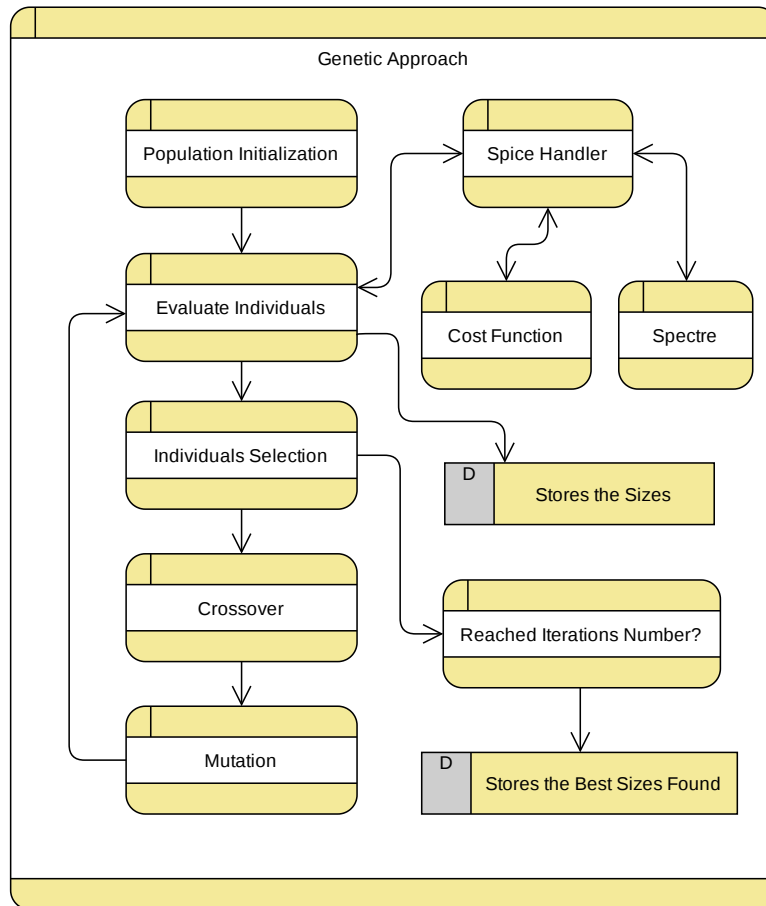 Genetic Approach
Population Initialization
Spice Handler
Evaluate Individuals
Cost Function
Spectre
Individuals Selection
D
Stores the Sizes
Crossover
Reached Iterations Number?
Mutation
D
Stores the Best Sizes Found